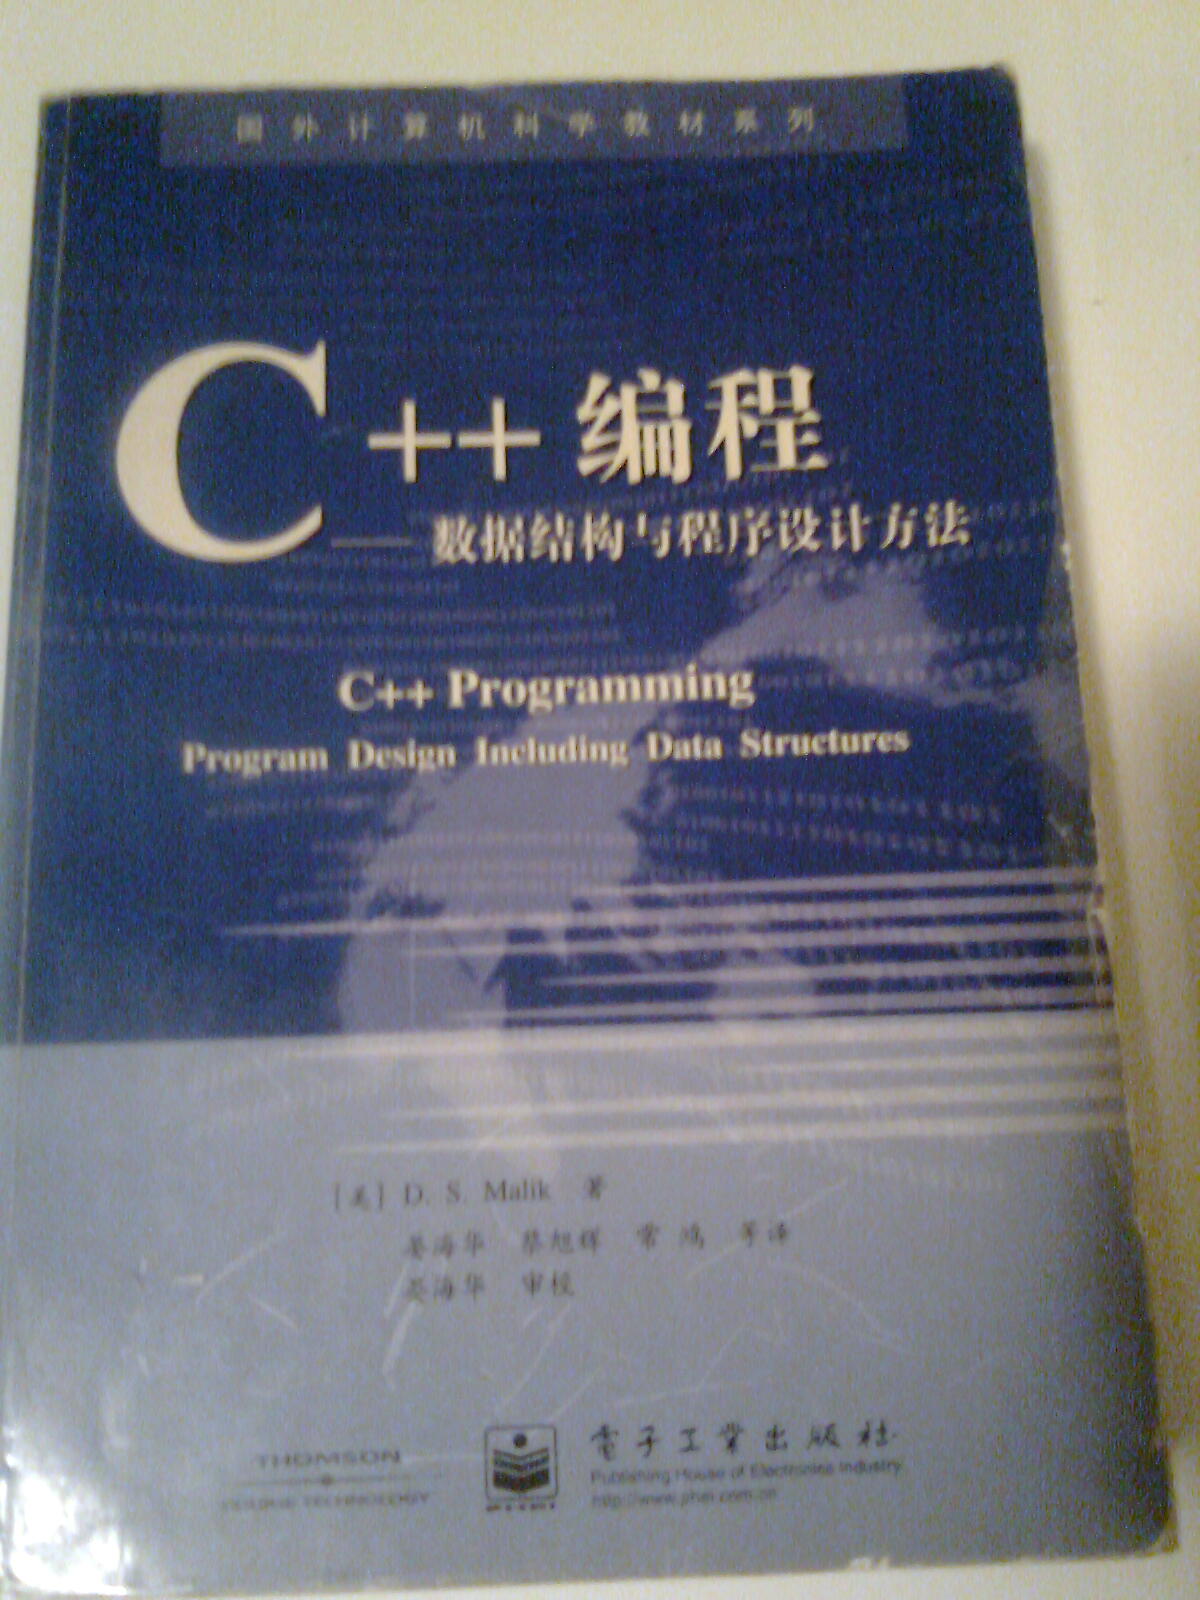 国外计算机科学教材系列
C++编程
——数据结构与程序设计方法
C++ Programming
Program Design Including Data Structures
[美] D. S. Malik 著
晏海华 蔡旭辉 常鸿 等译
晏海华 审校
THOMSON
COURSE TECHNOLOGY
PHEI
电子工业出版社
Publishing House of Electronics Industry
http://www.phei.com.cn